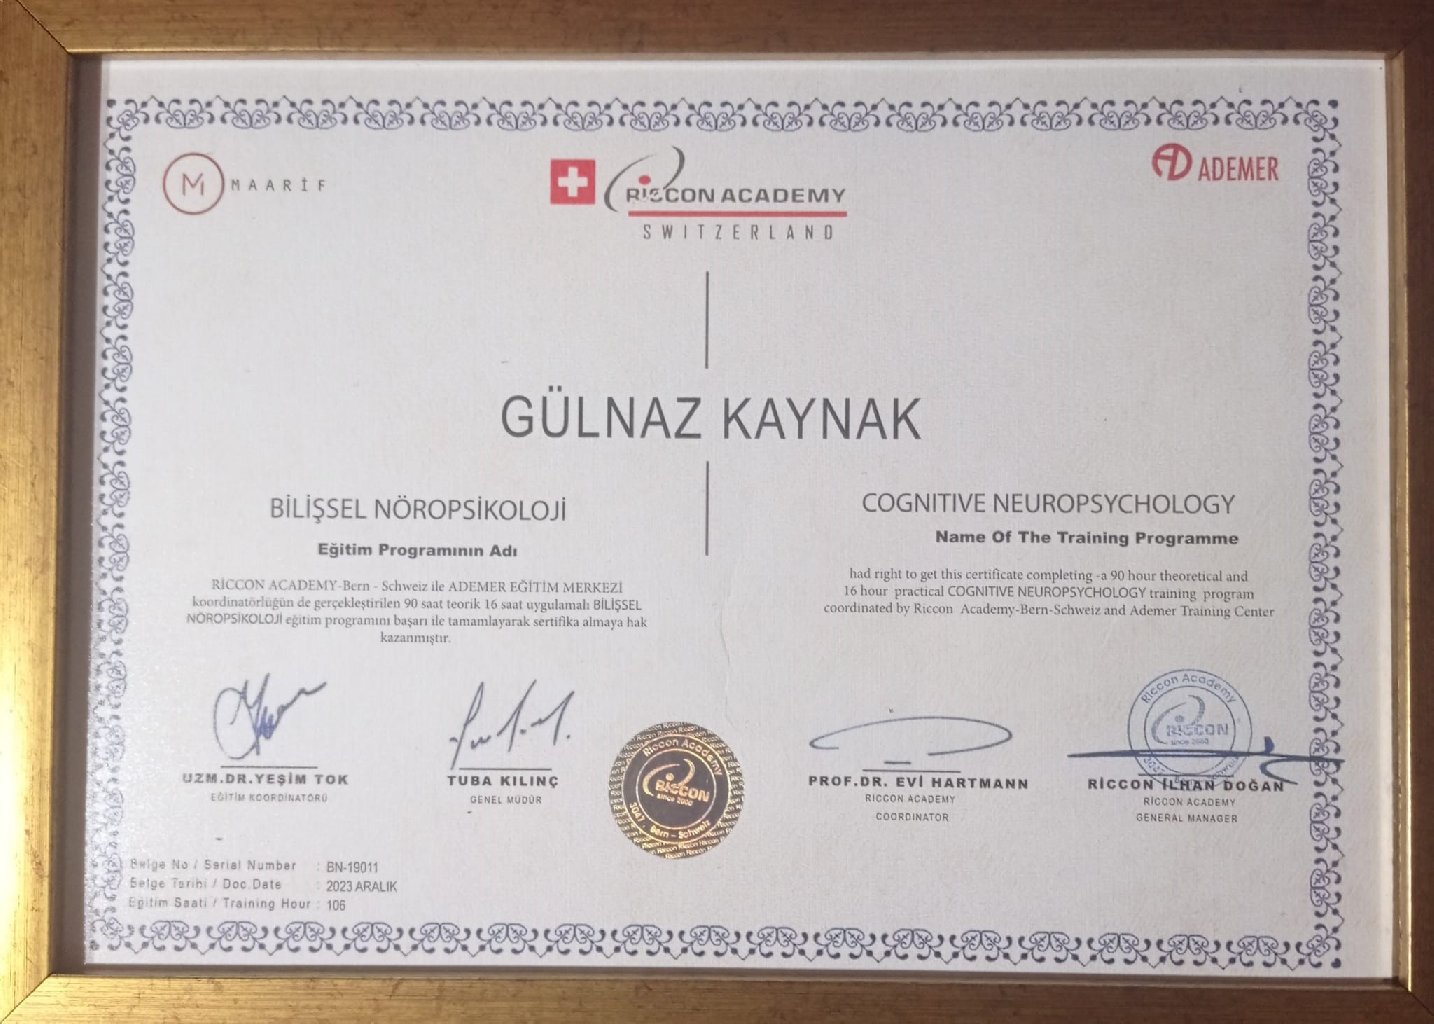 MAARİF
RICCON ACADEMY
SWITZERLAND
ADEMER
GÜLNAZ KAYNAK
BİLİŞSEL NÖROPSİKOLOJİ
Eğitim Programının Adı
RİCCON ACADEMY-Bern - Schweiz ile ADEMER EĞİTİM MERKEZİ
koordinatörlüğün de gerçekleştirilen 90 saat teorik 16 saat uygulamalı BİLİŞSEL
NÖROPSİKOLOJİ eğitim programını başarı ile tamamlayarak sertifika almaya hak
kazanmıştır.
COGNITIVE NEUROPSYCHOLOGY
Name Of The Training Programme
had right to get this certificate completing -a 90 hour theoretical and
16 hour practical COGNITIVE NEUROPSYCHOLOGY training program
coordinated by Riccon Academy-Bern-Schweiz and Ademer Training Center
UZM.DR.YEŞİM TOK
EĞİTİM KOORDİNATÖRÜ
TUBA KILINÇ
GENEL MÜDÜR
Riccon Academy
RICCON
since 2000
3047 Bern - Schweiz
PROF.DR. EVİ HARTMANN
RİCCON ACADEMY
COORDINATOR
Riccon Academy
RICCON
since 2000
RİCCON İLHAN DOĞAN
RİCCON ACADEMY
GENERAL MANAGER
Belge No / Serial Number : BN-19011
Belge Tarihi / Doc.Date : 2023 ARALIK
Egitim Saati / Training Hour : 106